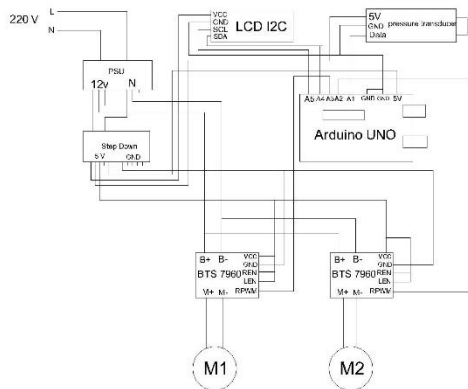 220 V
L
N
PSU
12v
N
Step Down
5 V
GND
VCC
GND
SCL
SDA
LCD I2C
5V
GND
Data
pressure transducer
A5 A4 A3 A2 A1 GND GND 5V
Arduino UNO
B+ B-
BTS 7960
M+ M-
VCC
GND
REN
LEN
RPWM
B+ B-
BTS 7960
M+ M-
VCC
GND
REN
LEN
RPWM
M1
M2